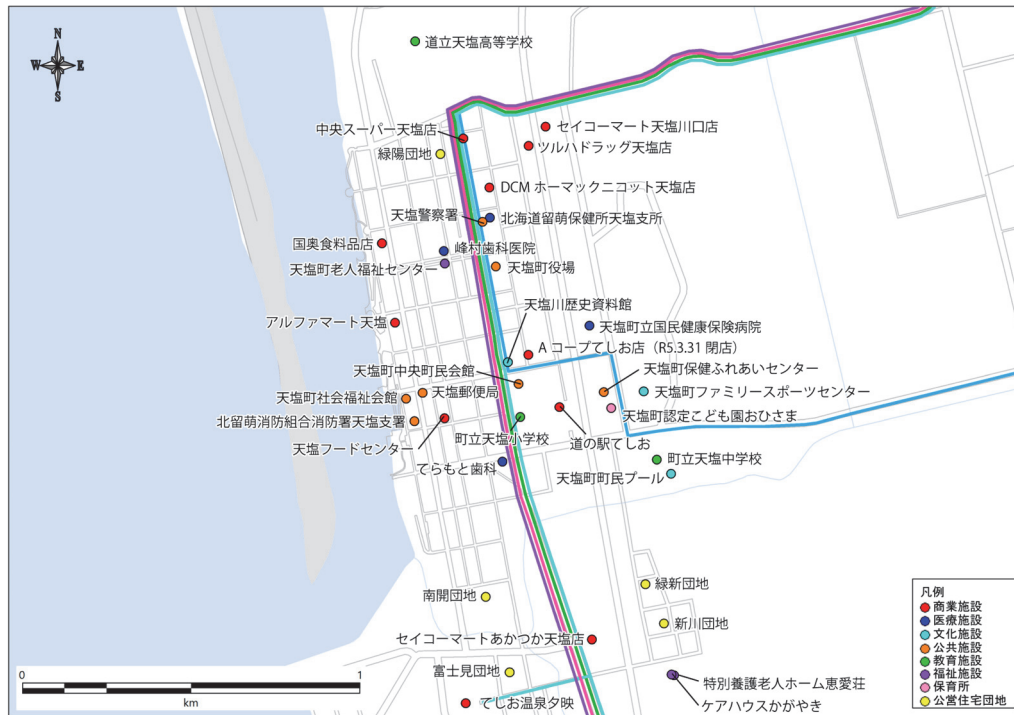 道立天塩高等学校
N
W E
S
中央スーパー天塩店
セイコーマート天塩川口店
ツルハドラッグ天塩店
緑陽団地
DCM ホーマックニコット天塩店
天塩警察署
北海道留萌保健所天塩支所
国奥食料品店
峰村歯科医院
天塩町老人福祉センター
天塩町役場
天塩川歴史資料館
アルファマート天塩
天塩町立国民健康保険病院
A コープてしお店（R5.3.31 閉店）
天塩町中央町民会館
天塩町保健ふれあいセンター
天塩町社会福祉会館
天塩郵便局
天塩町ファミリースポーツセンター
北留萌消防組合消防署天塩支署
天塩町認定こども園おひさま
天塩フードセンター
町立天塩小学校
道の駅てしお
てらもと歯科
町立天塩中学校
天塩町町民プール
南開団地
緑新団地
新川団地
セイコーマートあかつか天塩店
富士見団地
特別養護老人ホーム恵愛荘
てしお温泉夕映
ケアハウスかがやき
0 1
km
凡例
商業施設
医療施設
文化施設
公共施設
教育施設
福祉施設
保育所
公営住宅団地